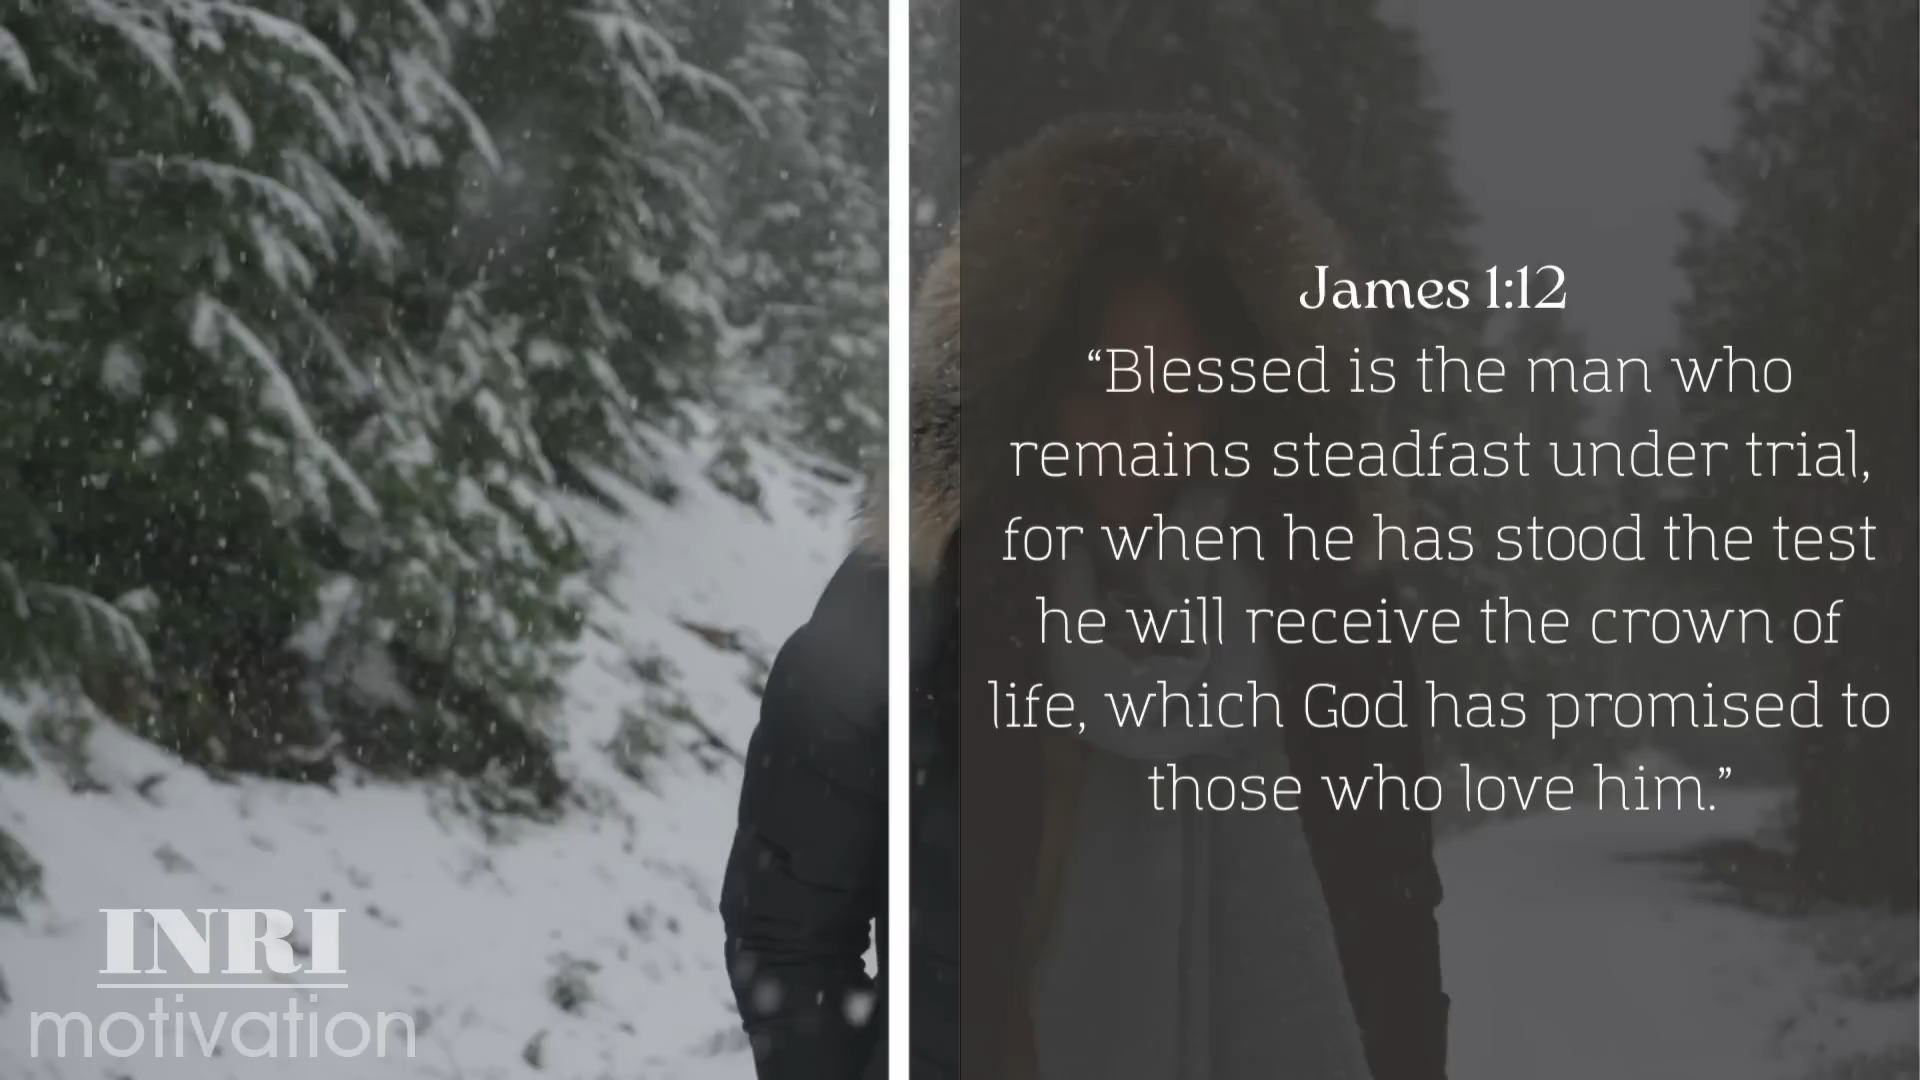 James 1:12
“Blessed is the man who
remains steadfast under trial,
for when he has stood the test
he will receive the crown of
life, which God has promised to
those who love him.”
INRI
motivation